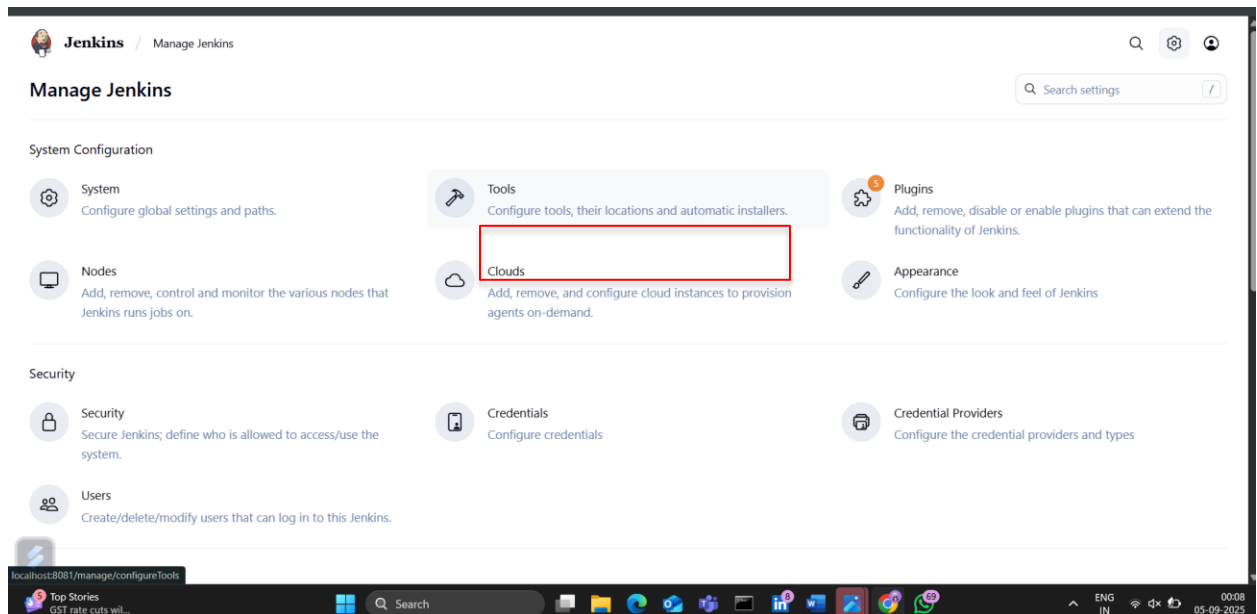 Jenkins / Manage Jenkins
Manage Jenkins
Search settings /
System Configuration
System
Configure global settings and paths.
Tools
Configure tools, their locations and automatic installers.
5
Plugins
Add, remove, disable or enable plugins that can extend the
functionality of Jenkins.
Nodes
Add, remove, control and monitor the various nodes that
Jenkins runs jobs on.
Clouds
Add, remove, and configure cloud instances to provision
agents on-demand.
Appearance
Configure the look and feel of Jenkins
Security
Security
Secure Jenkins; define who is allowed to access/use the
system.
Credentials
Configure credentials
Credential Providers
Configure the credential providers and types
Users
Create/delete/modify users that can log in to this Jenkins.
localhost:8081/manage/configureTools
5
Top Stories
GST rate cuts wil...
Search
8
69
ENG
IN
00:08
05-09-2025